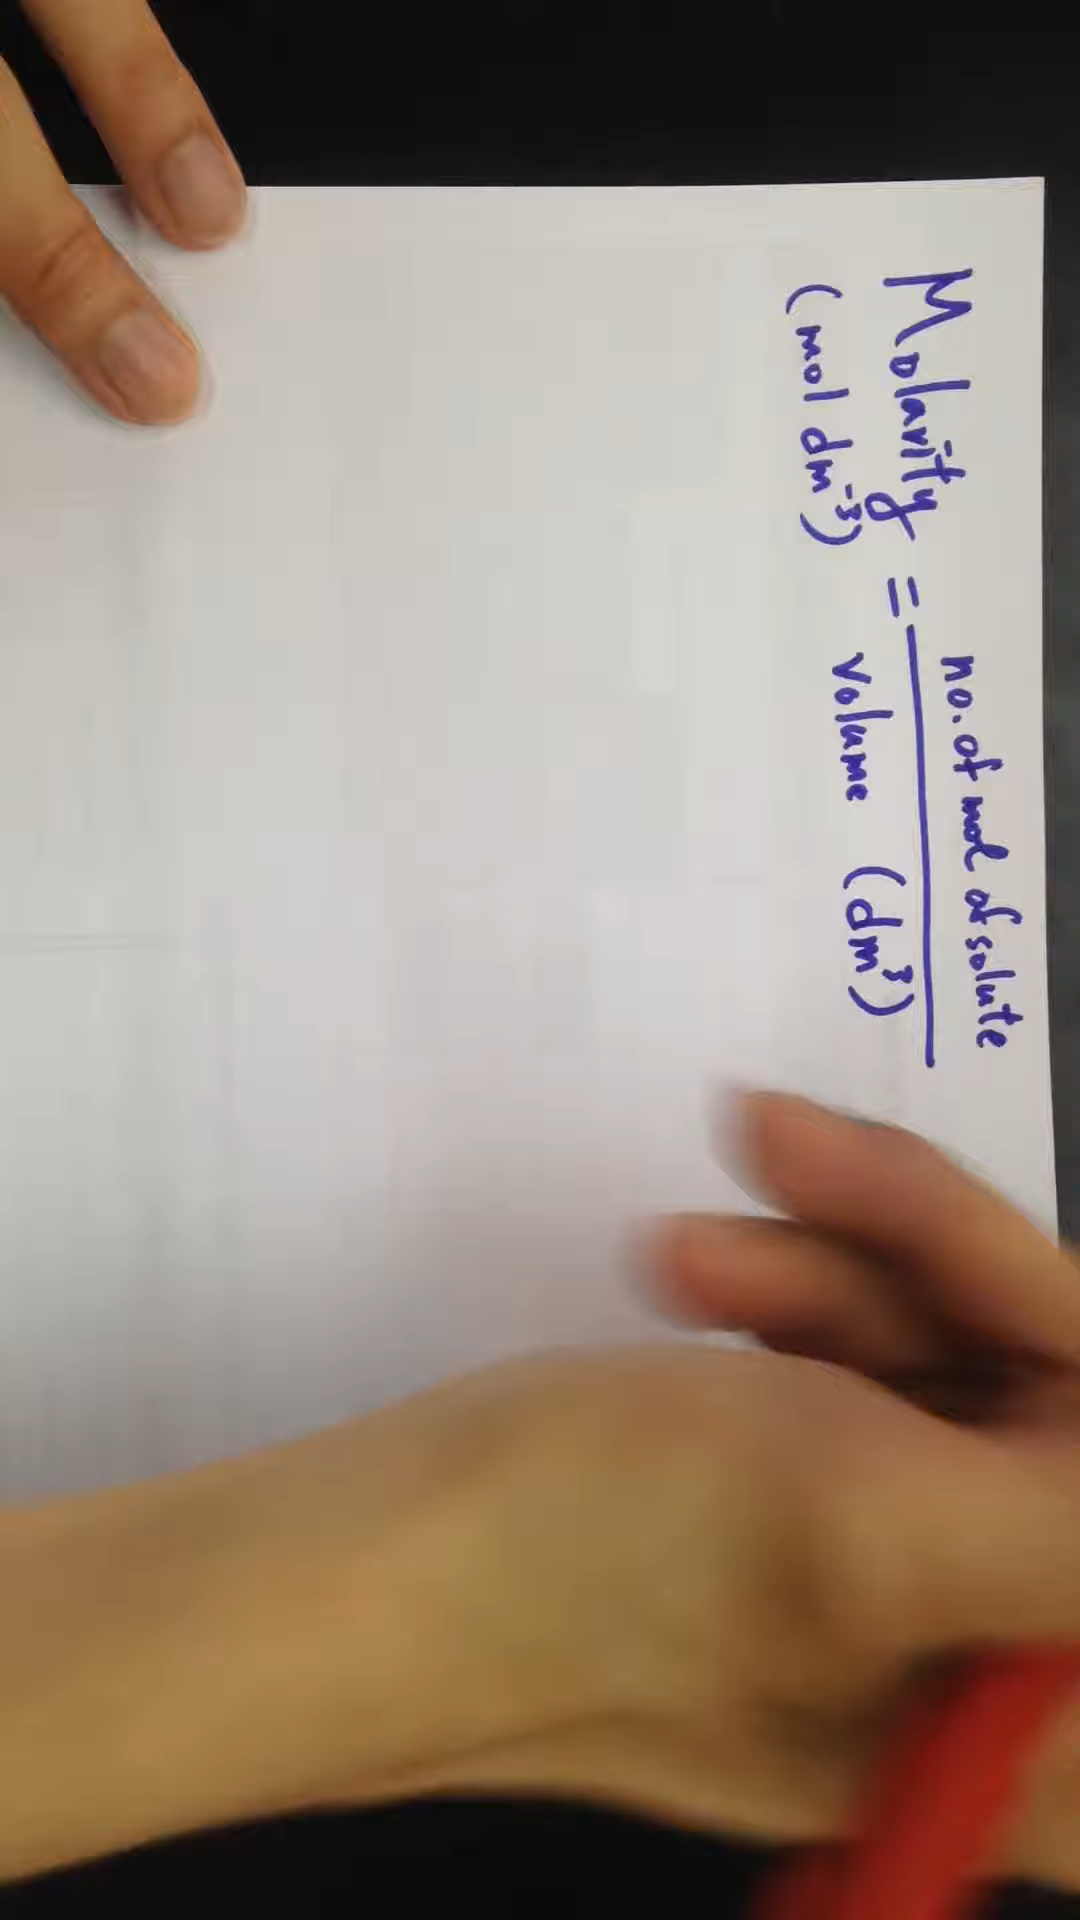 no. of mol of solute
Molarity =
(mol dm⁻³) volume (dm³)